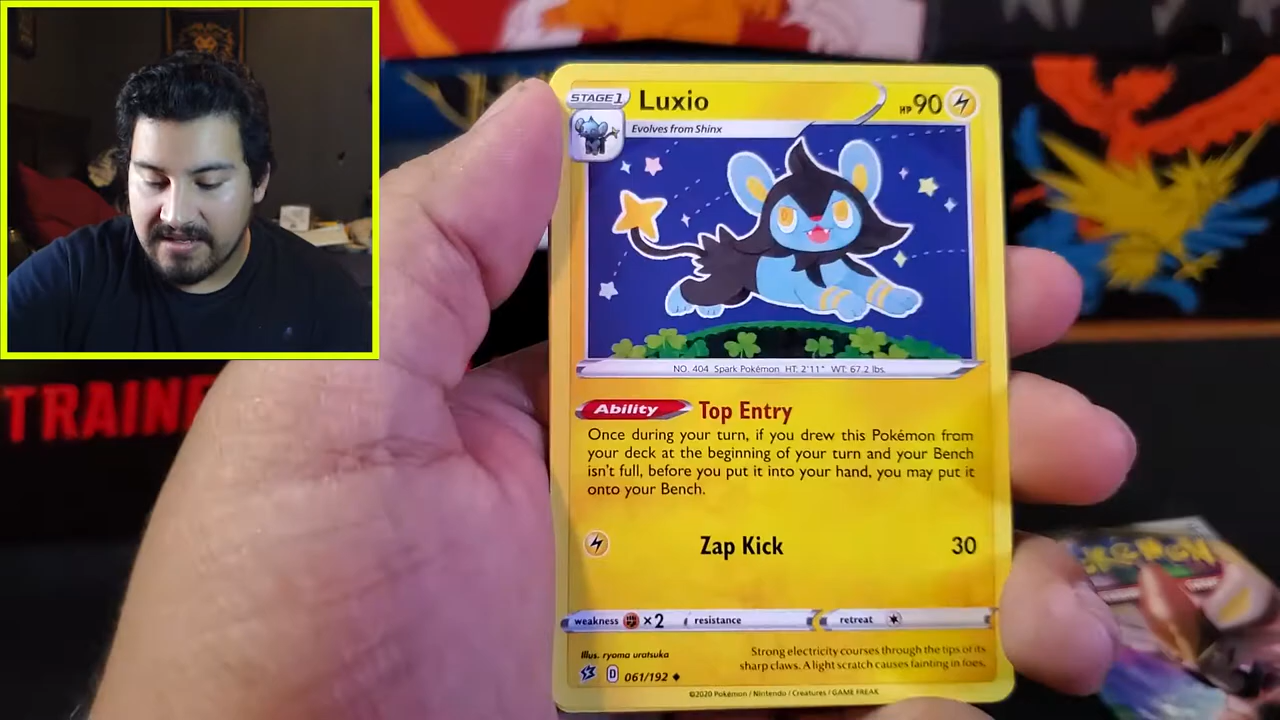 STAGE1
Luxio
HP 90
Evolves from Shinx
NO. 404 Spark Pokémon HT: 2'11" WT: 67.2 lbs.
Ability Top Entry
Once during your turn, if you drew this Pokémon from
your deck at the beginning of your turn and your Bench
isn't full, before you put it into your hand, you may put it
onto your Bench.
Zap Kick 30
weakness ×2 resistance retreat
Illus. ryoma uratsuka
Strong electricity courses through the tips of its
sharp claws. A light scratch causes fainting in foes.
D 061/192
©2020 Pokémon / Nintendo / Creatures / GAME FREAK
TRAINE